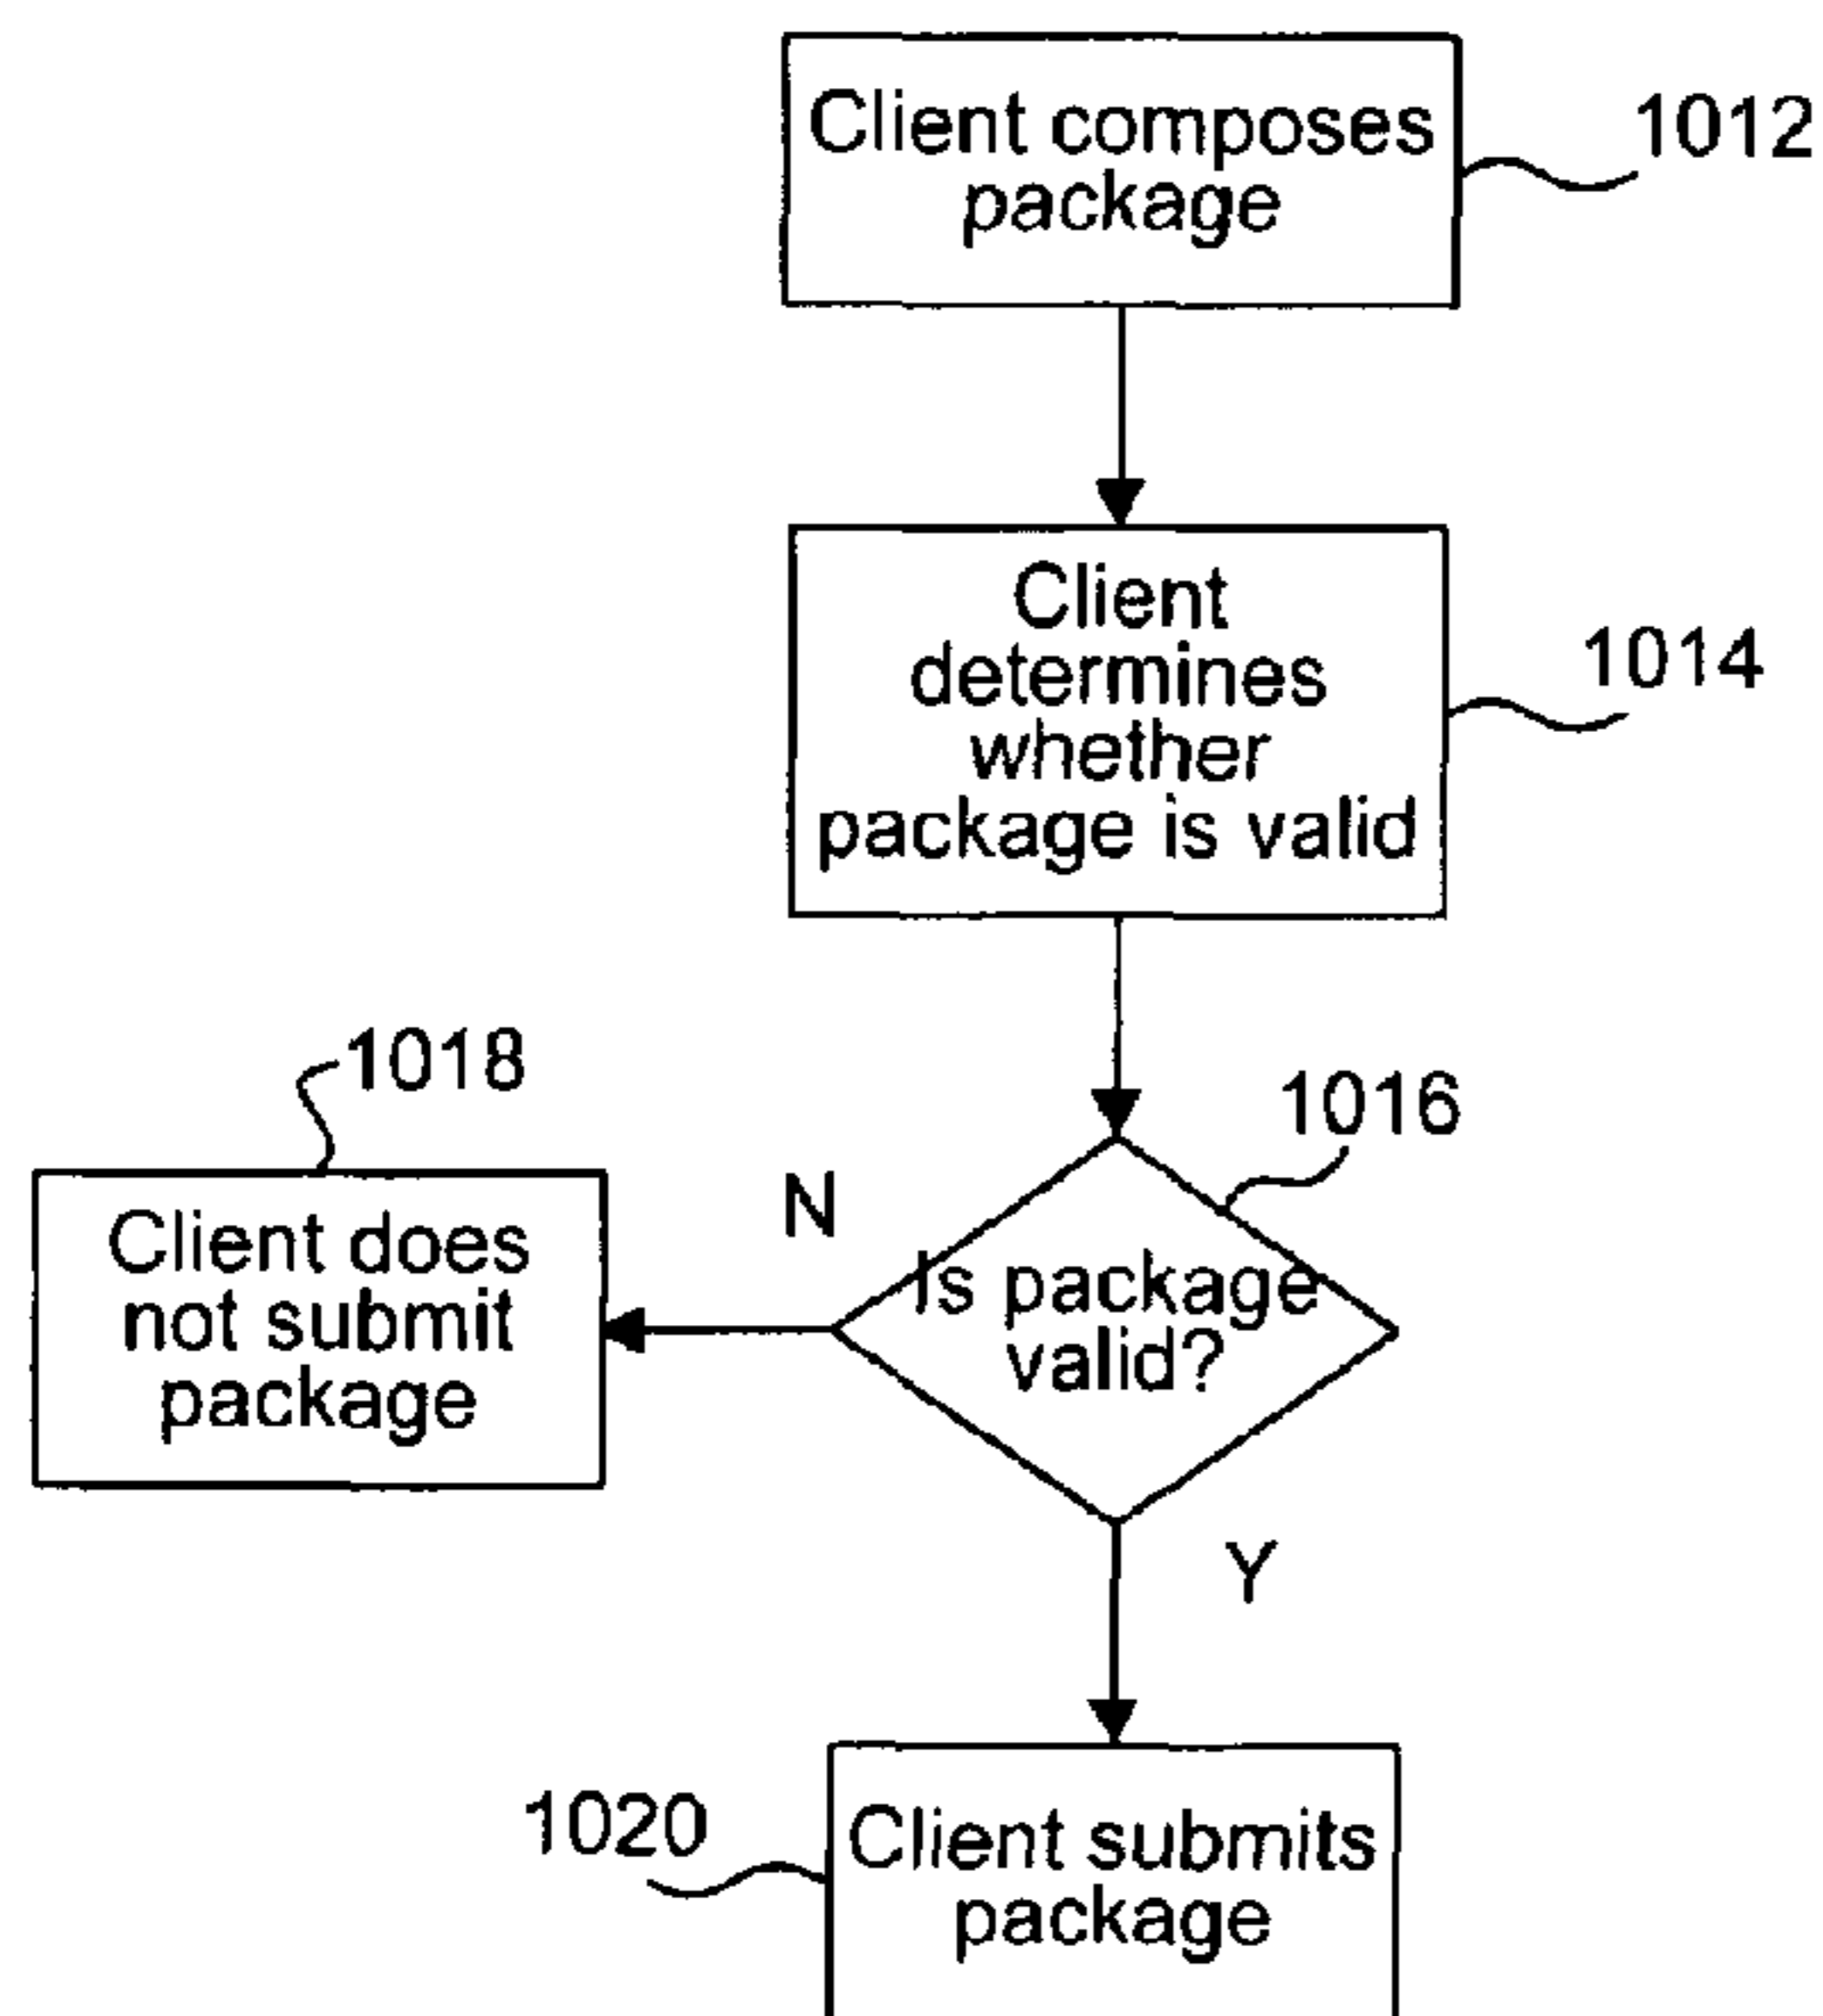 Client composes
package
1012
Client
determines
whether
package is valid
1014
1018
1016
Client does
not submit
package
N
Is package
valid?
Y
1020
Client submits
package